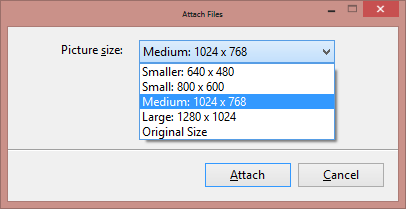 Attach Files
Picture size: Medium: 1024 x 768
Smaller: 640 x 480
Small: 800 x 600
Medium: 1024 x 768
Large: 1280 x 1024
Original Size
Attach Cancel